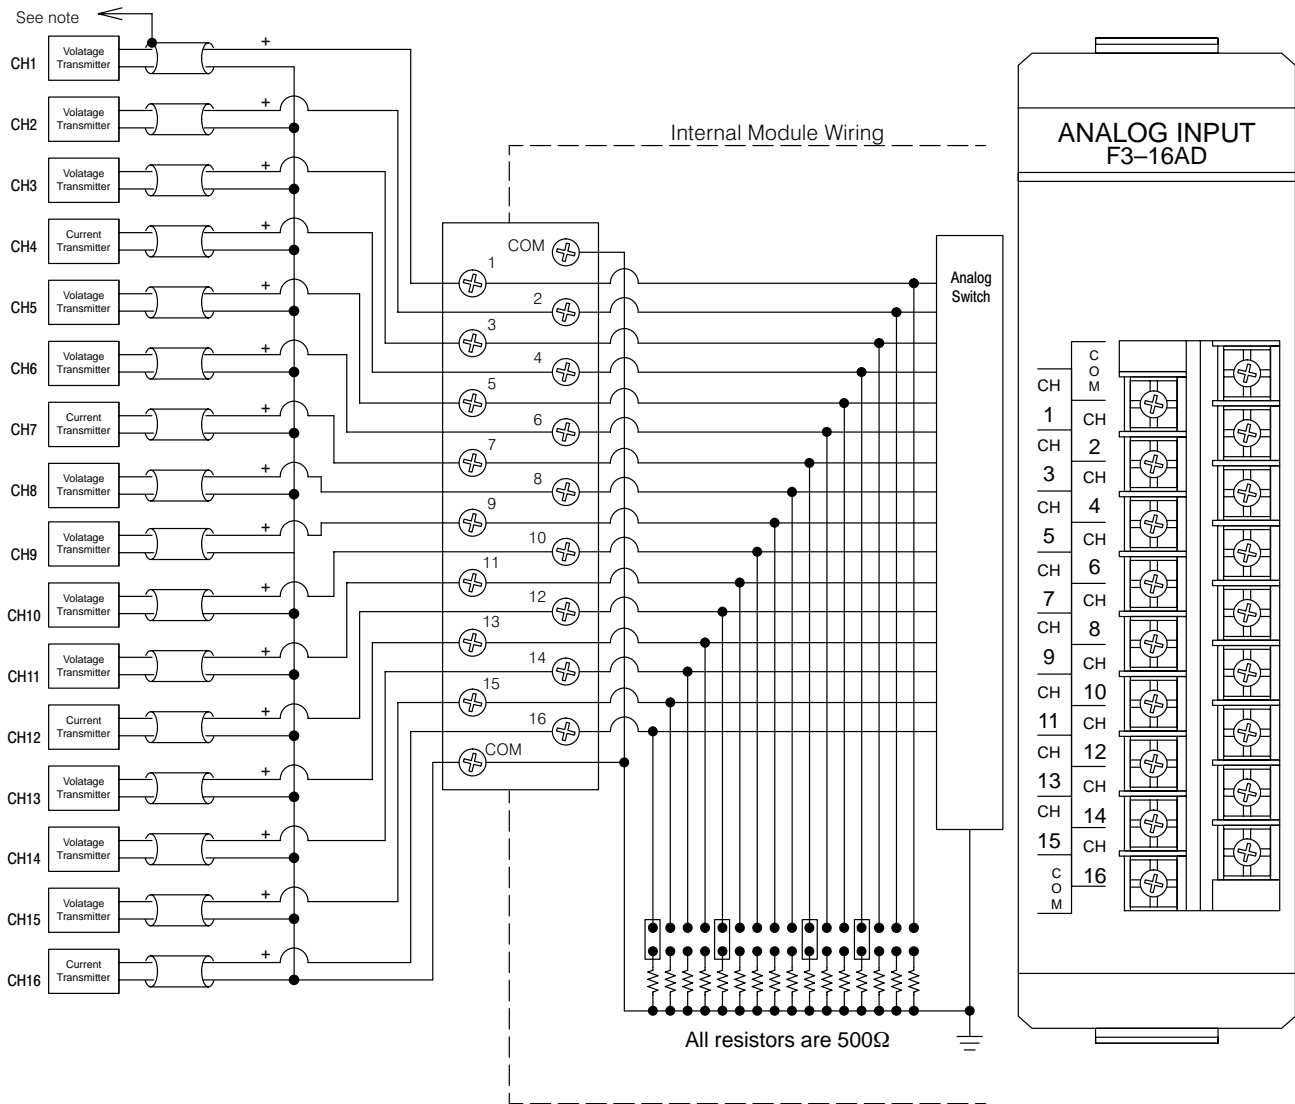 See note
CH1 Volatage Transmitter +
CH2 Volatage Transmitter +
CH3 Volatage Transmitter +
CH4 Current Transmitter +
CH5 Volatage Transmitter +
CH6 Volatage Transmitter +
CH7 Current Transmitter +
CH8 Volatage Transmitter +
CH9 Volatage Transmitter +
CH10 Volatage Transmitter +
CH11 Volatage Transmitter +
CH12 Current Transmitter +
CH13 Volatage Transmitter +
CH14 Volatage Transmitter +
CH15 Volatage Transmitter +
CH16 Current Transmitter +
Internal Module Wiring
COM
1
2
3
4
5
6
7
8
9
10
11
12
13
14
15
16
COM
Analog
Switch
All resistors are 500Ω
ANALOG INPUT
F3–16AD
COM
CH 1
CH 2
CH 3
CH 4
CH 5
CH 6
CH 7
CH 8
CH 9
CH 10
CH 11
CH 12
CH 13
CH 14
CH 15
CH 16
COM